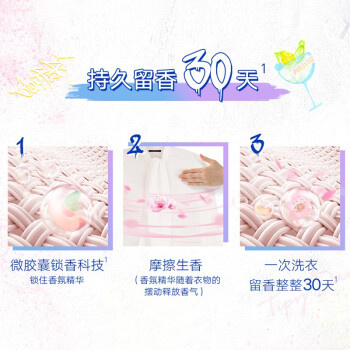 持久留香30天1
1
微胶囊锁香科技1
锁住香氛精华
2
摩擦生香
(香氛精华随着衣物的
摆动释放香气)
3
一次洗衣
留香整整30天1